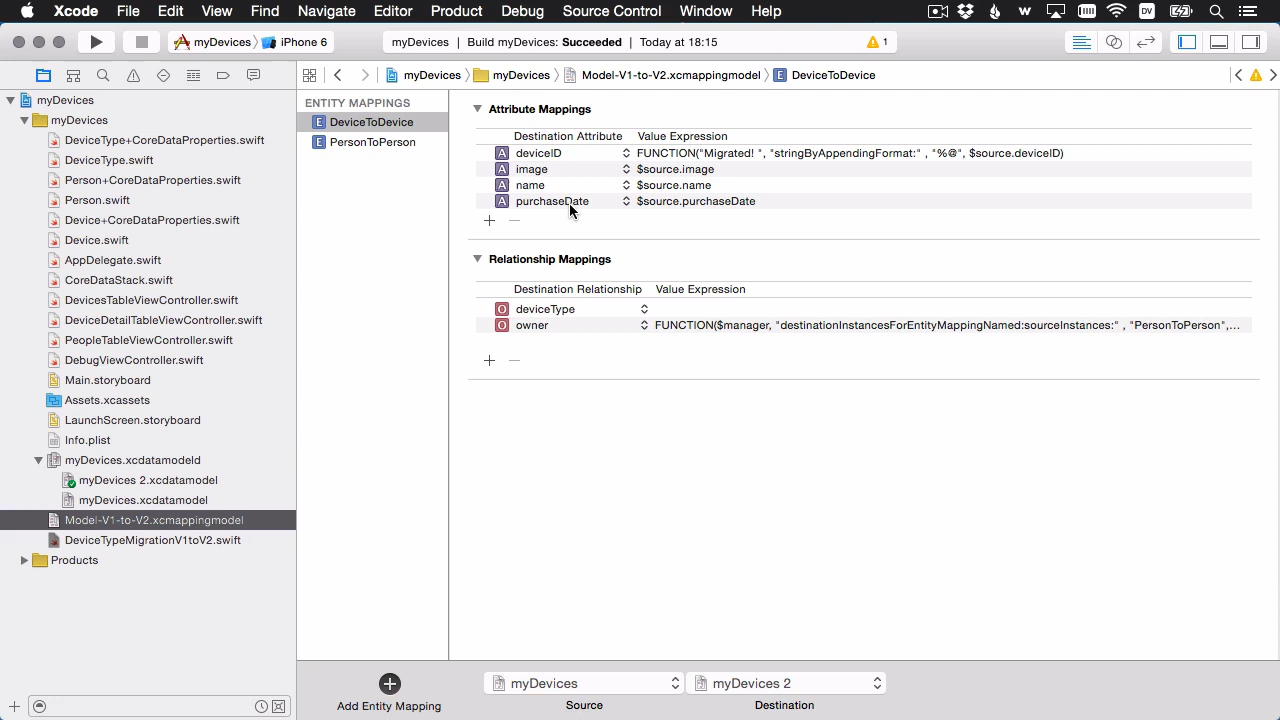 Xcode File Edit View Find Navigate Editor Product Debug Source Control Window Help
myDevices iPhone 6 myDevices | Build myDevices: Succeeded | Today at 18:15 1
myDevices myDevices Model-V1-to-V2.xcmappingmodel E DeviceToDevice
myDevices
myDevices
DeviceType+CoreDataProperties.swift
DeviceType.swift
Person+CoreDataProperties.swift
Person.swift
Device+CoreDataProperties.swift
Device.swift
AppDelegate.swift
CoreDataStack.swift
DevicesTableViewController.swift
DeviceDetailTableViewController.swift
PeopleTableViewController.swift
DebugViewController.swift
Main.storyboard
Assets.xcassets
LaunchScreen.storyboard
Info.plist
myDevices.xcdatamodeld
myDevices 2.xcdatamodel
myDevices.xcdatamodel
Model-V1-to-V2.xcmappingmodel
DeviceTypeMigrationV1toV2.swift
Products
ENTITY MAPPINGS
E DeviceToDevice
E PersonToPerson
Attribute Mappings
Destination Attribute Value Expression
A deviceID FUNCTION("Migrated! ", "stringByAppendingFormat:" , "%@", $source.deviceID)
A image $source.image
A name $source.name
A purchaseDate $source.purchaseDate
Relationship Mappings
Destination Relationship Value Expression
O deviceType
O owner FUNCTION($manager, "destinationInstancesForEntityMappingNamed:sourceInstances:" , "PersonToPerson",...
Add Entity Mapping
myDevices
Source
myDevices 2
Destination